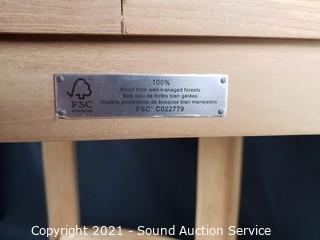 FSC
100%
Wood from well-managed forests
Bois issu de forêts bien gérées
Madera procedente de bosques bien manejados
FSC® C022779
Copyright 2021 - Sound Auction Service